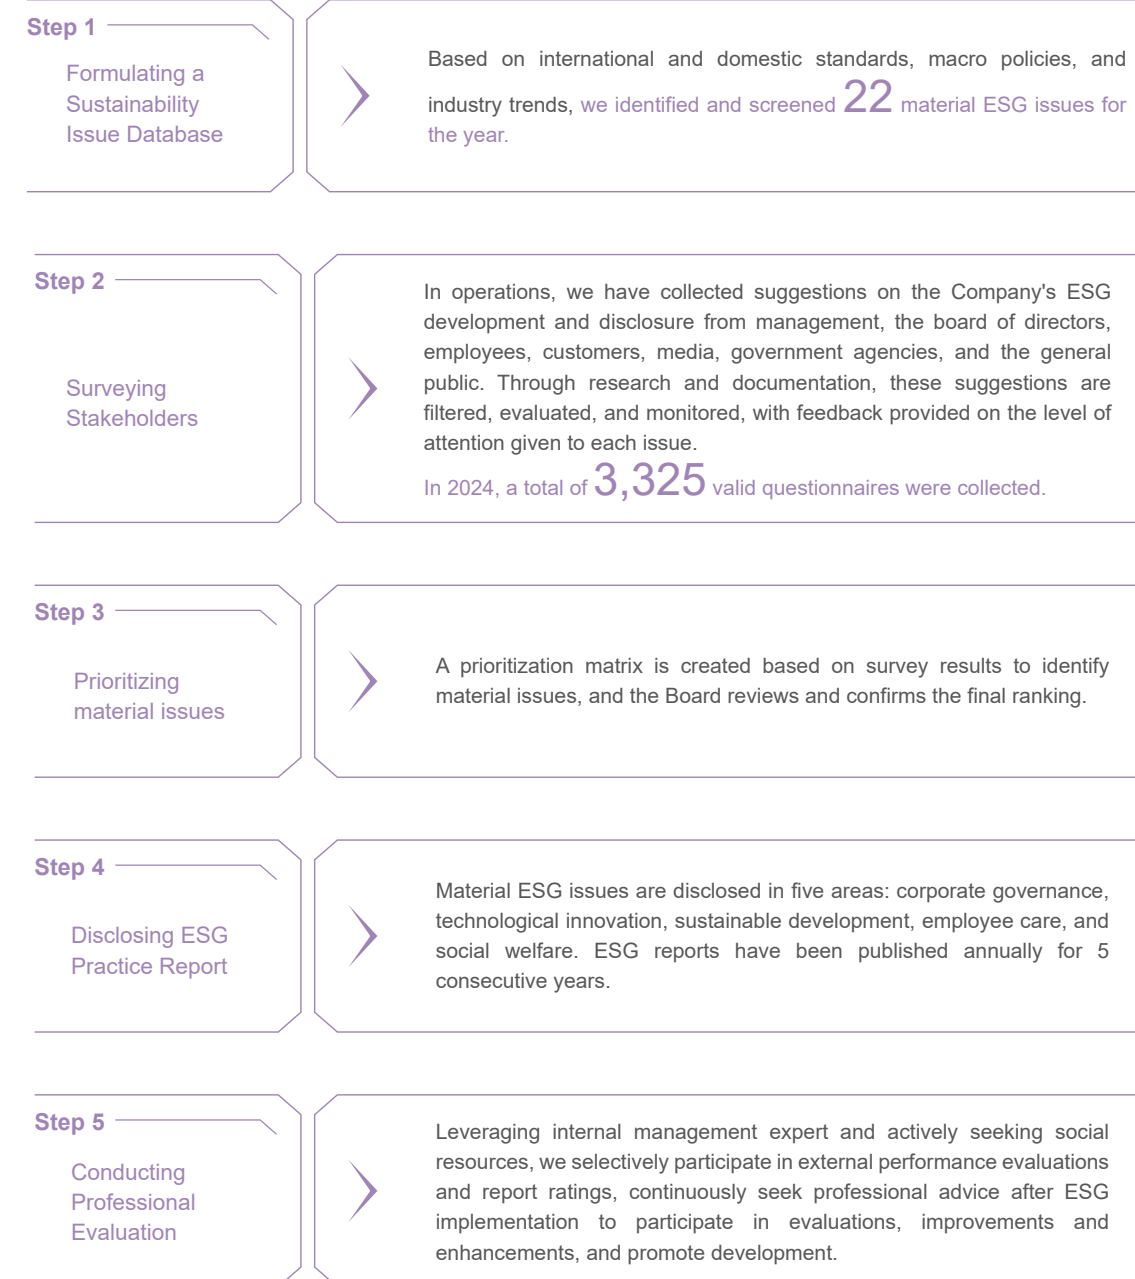 Step 1
Formulating a
Sustainability
Issue Database
Based on international and domestic standards, macro policies, and
industry trends, we identified and screened 22 material ESG issues for
the year.
Step 2
Surveying
Stakeholders
In operations, we have collected suggestions on the Company's ESG
development and disclosure from management, the board of directors,
employees, customers, media, government agencies, and the general
public. Through research and documentation, these suggestions are
filtered, evaluated, and monitored, with feedback provided on the level of
attention given to each issue.
In 2024, a total of 3,325 valid questionnaires were collected.
Step 3
Prioritizing
material issues
A prioritization matrix is created based on survey results to identify
material issues, and the Board reviews and confirms the final ranking.
Step 4
Disclosing ESG
Practice Report
Material ESG issues are disclosed in five areas: corporate governance,
technological innovation, sustainable development, employee care, and
social welfare. ESG reports have been published annually for 5
consecutive years.
Step 5
Conducting
Professional
Evaluation
Leveraging internal management expert and actively seeking social
resources, we selectively participate in external performance evaluations
and report ratings, continuously seek professional advice after ESG
implementation to participate in evaluations, improvements and
enhancements, and promote development.